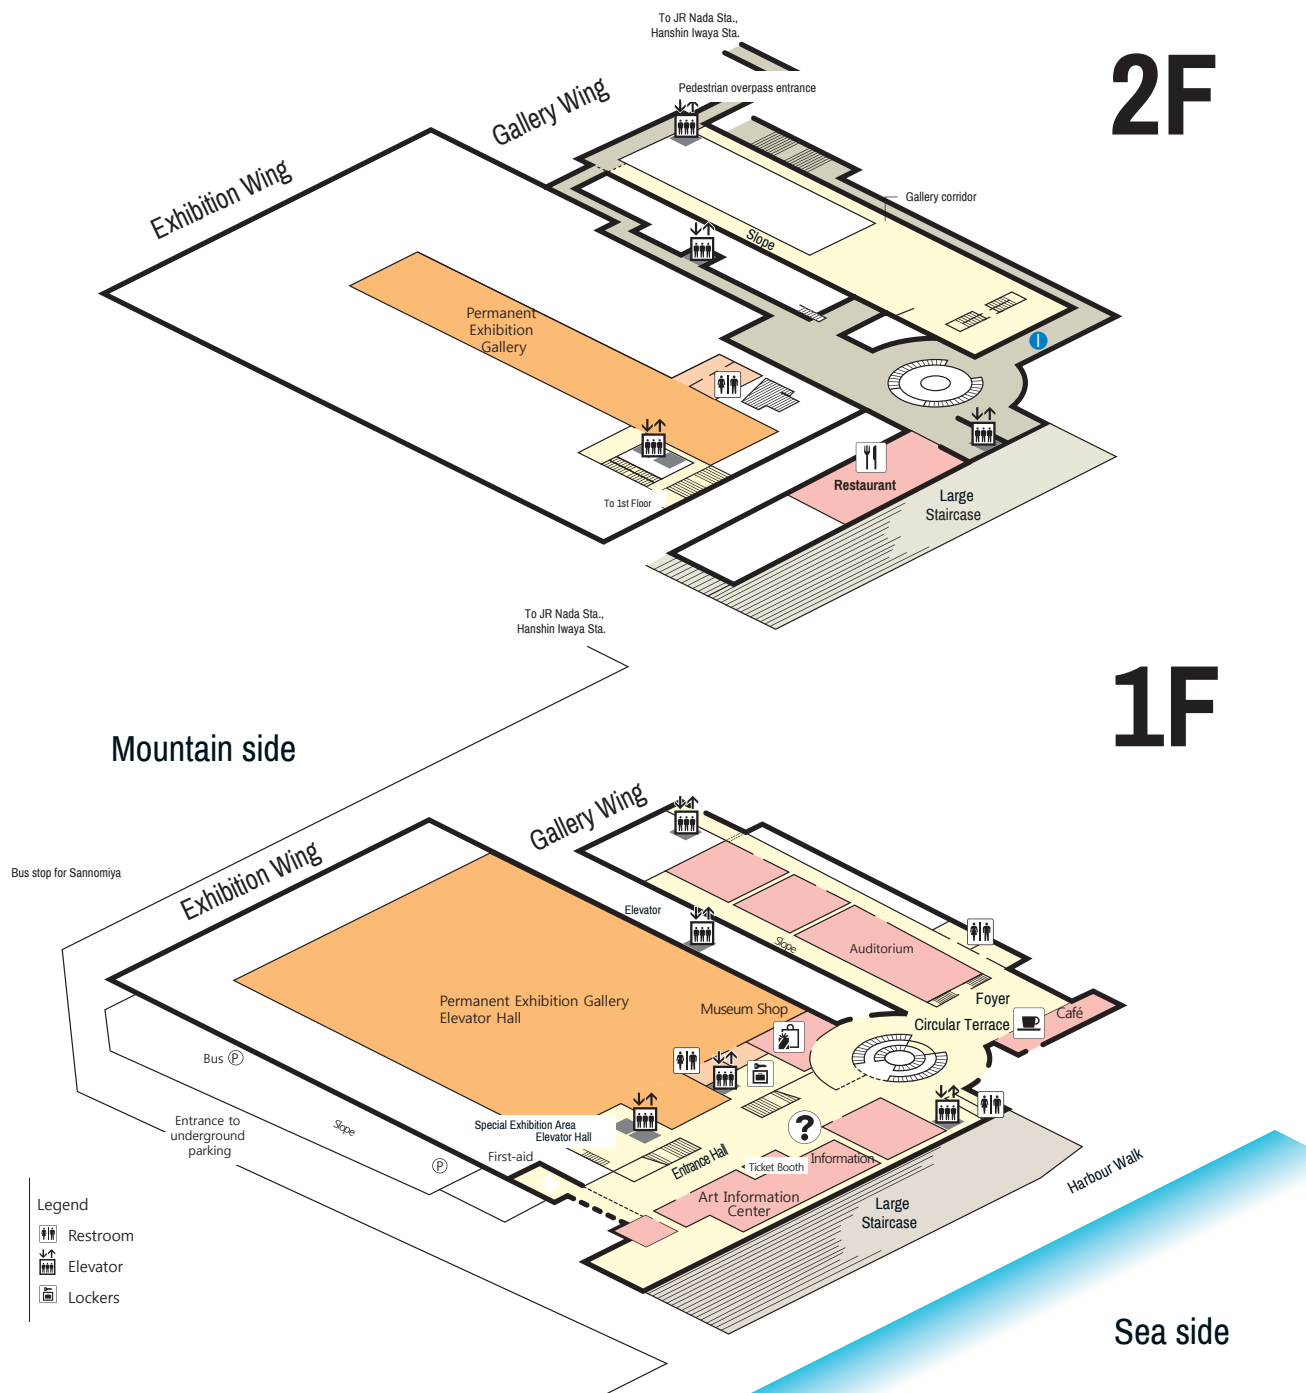 To JR Nada Sta.,
Hanshin Iwaya Sta.
2F
Pedestrian overpass entrance
Gallery Wing
Exhibition Wing
Gallery corridor
Slope
Permanent
Exhibition
Gallery
Restaurant
To 1st Floor
Large
Staircase
To JR Nada Sta.,
Hanshin Iwaya Sta.
1F
Mountain side
Gallery Wing
Exhibition Wing
Bus stop for Sannomiya
Elevator
Slope
Auditorium
Foyer
Permanent Exhibition Gallery
Elevator Hall
Museum Shop
Circular Terrace
Café
Bus P
Entrance to
underground
parking
Slope
Special Exhibition Area
Elevator Hall
?
First-aid
P
Entrance Hall
Ticket Booth
Information
Harbour Walk
Art Information
Center
Large
Staircase
Legend
Restroom
Elevator
Lockers
Sea side